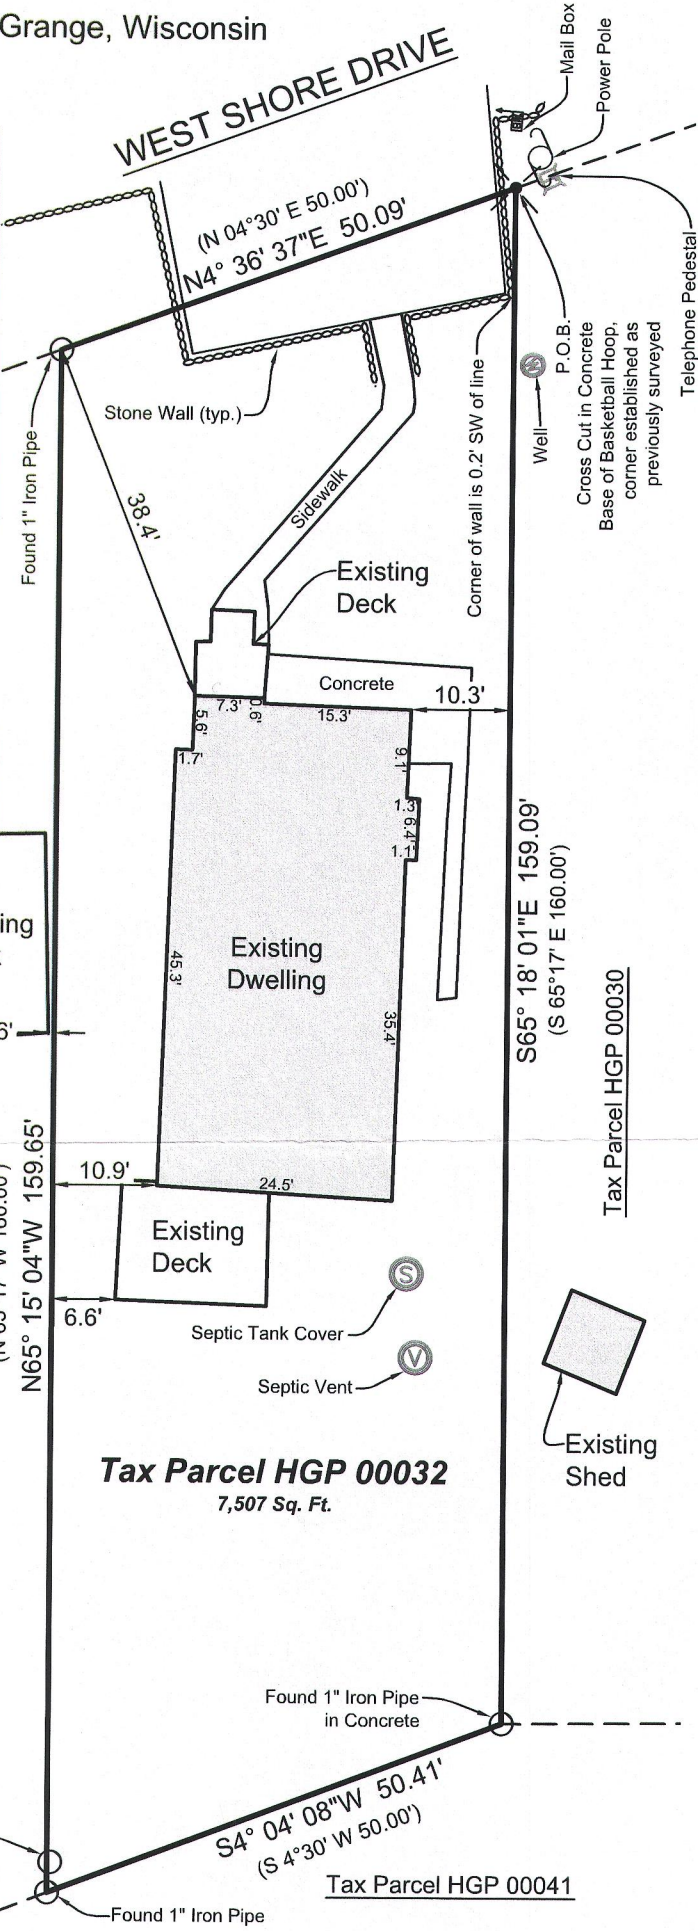 Grange, Wisconsin
WEST SHORE DRIVE
Mail Box
Power Pole
Telephone Pedestal
(N 04°30' E 50.00')
N4° 36' 37"E 50.09'
Stone Wall (typ.)
Found 1" Iron Pipe
38.4'
Sidewalk
Corner of wall is 0.2' SW of line
Well
W
P.O.B.
Cross Cut in Concrete
Base of Basketball Hoop,
corner established as
previously surveyed
Existing
Deck
Concrete
10.3'
7.3'
0.6'
15.3'
5.6'
1.7'
9.1'
1.3'
6.4'
1.1'
Existing
Dwelling
45.3'
35.4'
24.5'
ing
6'
S65° 18' 01"E 159.09'
(S 65°17' E 160.00')
Tax Parcel HGP 00030
N65° 15' 04"W 159.65'
10.9'
Existing
Deck
6.6'
S
Septic Tank Cover
V
Septic Vent
Existing
Shed
Tax Parcel HGP 00032
7,507 Sq. Ft.
Found 1" Iron Pipe
in Concrete
S4° 04' 08"W 50.41'
(S 4°30' W 50.00')
Tax Parcel HGP 00041
Found 1" Iron Pipe